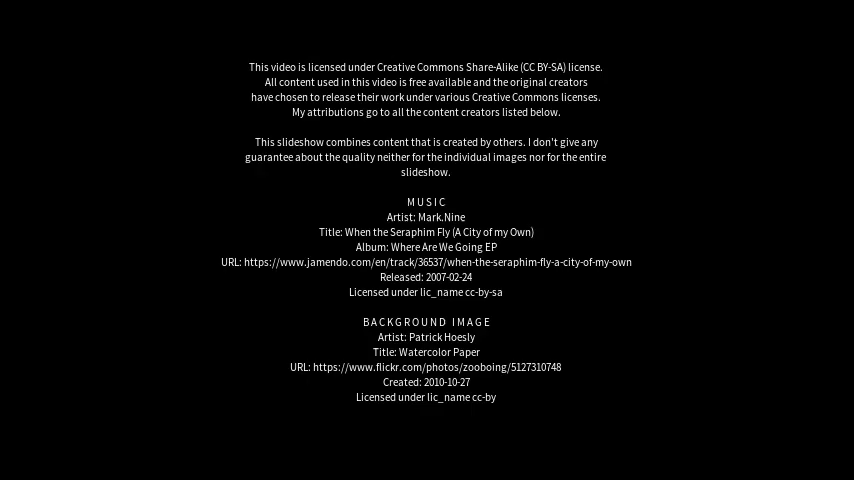 This video is licensed under Creative Commons Share-Alike (CC BY-SA) license.
All content used in this video is free available and the original creators
have chosen to release their work under various Creative Commons licenses.
My attributions go to all the content creators listed below.
This slideshow combines content that is created by others. I don't give any
guarantee about the quality neither for the individual images nor for the entire
slideshow.
MUSIC
Artist: Mark.Nine
Title: When the Seraphim Fly (A City of my Own)
Album: Where Are We Going EP
URL: https://www.jamendo.com/en/track/36537/when-the-seraphim-fly-a-city-of-my-own
Released: 2007-02-24
Licensed under lic_name cc-by-sa
BACKGROUND IMAGE
Artist: Patrick Hoesly
Title: Watercolor Paper
URL: https://www.flickr.com/photos/zooboing/5127310748
Created: 2010-10-27
Licensed under lic_name cc-by